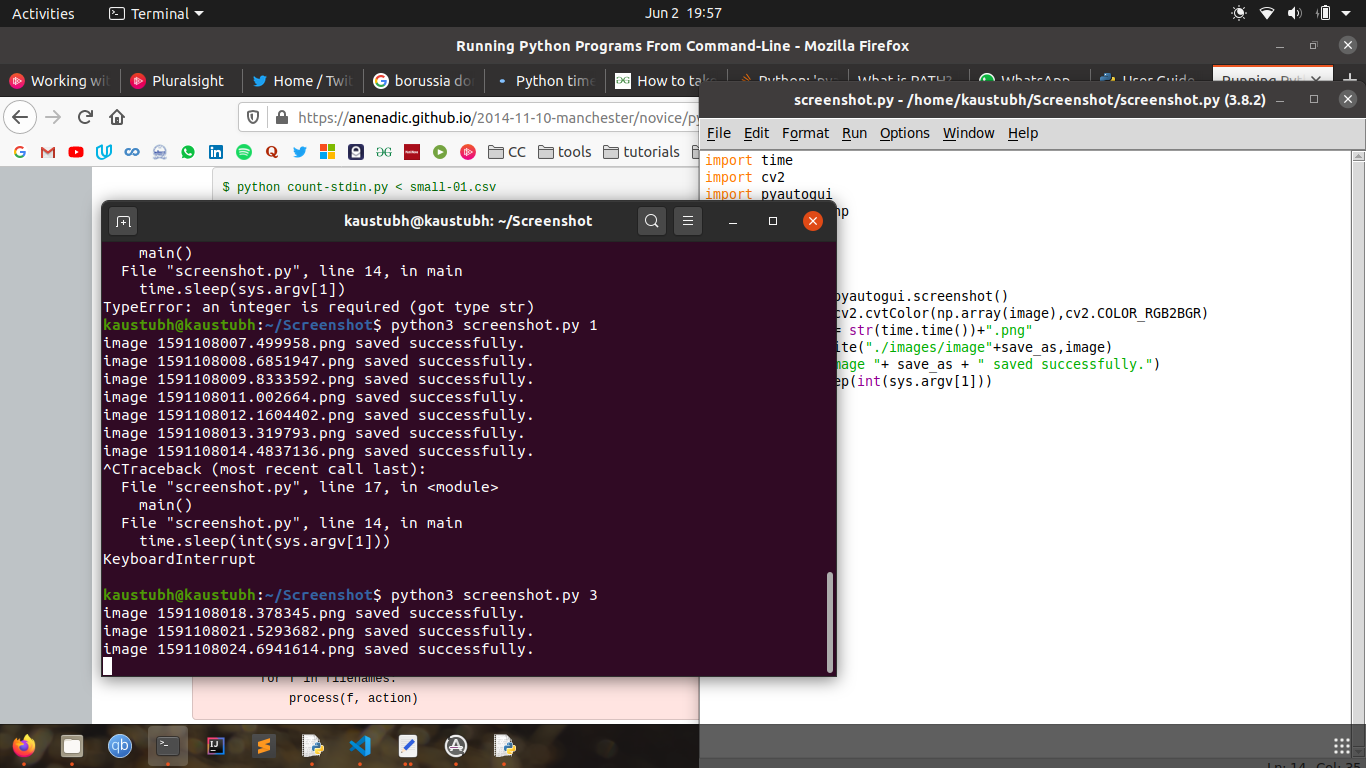 Activities
Terminal
Jun 2 19:57
Running Python Programs From Command-Line - Mozilla Firefox
Working wi
Pluralsight
Home / Twit
borussia do
Python time
How to take
Python: 'pya
What is PATH?
WhatsApp
User Guide
Running Pyt
https://anenadic.github.io/2014-11-10-manchester/novice/py
CC
tools
tutorials
$ python count-stdin.py < small-01.csv
for f in filenames:
process(f, action)
screenshot.py - /home/kaustubh/Screenshot/screenshot.py (3.8.2)
File Edit Format Run Options Window Help
import time
import cv2
import pyautogui
np
pyautogui.screenshot()
cv2.cvtColor(np.array(image),cv2.COLOR_RGB2BGR)
= str(time.time())+".png"
ite("./images/image"+save_as,image)
mage "+ save_as + " saved successfully.")
ep(int(sys.argv[1]))
Ln: 14 Col: 35
kaustubh@kaustubh: ~/Screenshot
main()
File "screenshot.py", line 14, in main
time.sleep(sys.argv[1])
TypeError: an integer is required (got type str)
kaustubh@kaustubh:~/Screenshot$ python3 screenshot.py 1
image 1591108007.499958.png saved successfully.
image 1591108008.6851947.png saved successfully.
image 1591108009.8333592.png saved successfully.
image 1591108011.002664.png saved successfully.
image 1591108012.1604402.png saved successfully.
image 1591108013.319793.png saved successfully.
image 1591108014.4837136.png saved successfully.
^CTraceback (most recent call last):
File "screenshot.py", line 17, in <module>
main()
File "screenshot.py", line 14, in main
time.sleep(int(sys.argv[1]))
KeyboardInterrupt
kaustubh@kaustubh:~/Screenshot$ python3 screenshot.py 3
image 1591108018.378345.png saved successfully.
image 1591108021.5293682.png saved successfully.
image 1591108024.6941614.png saved successfully.